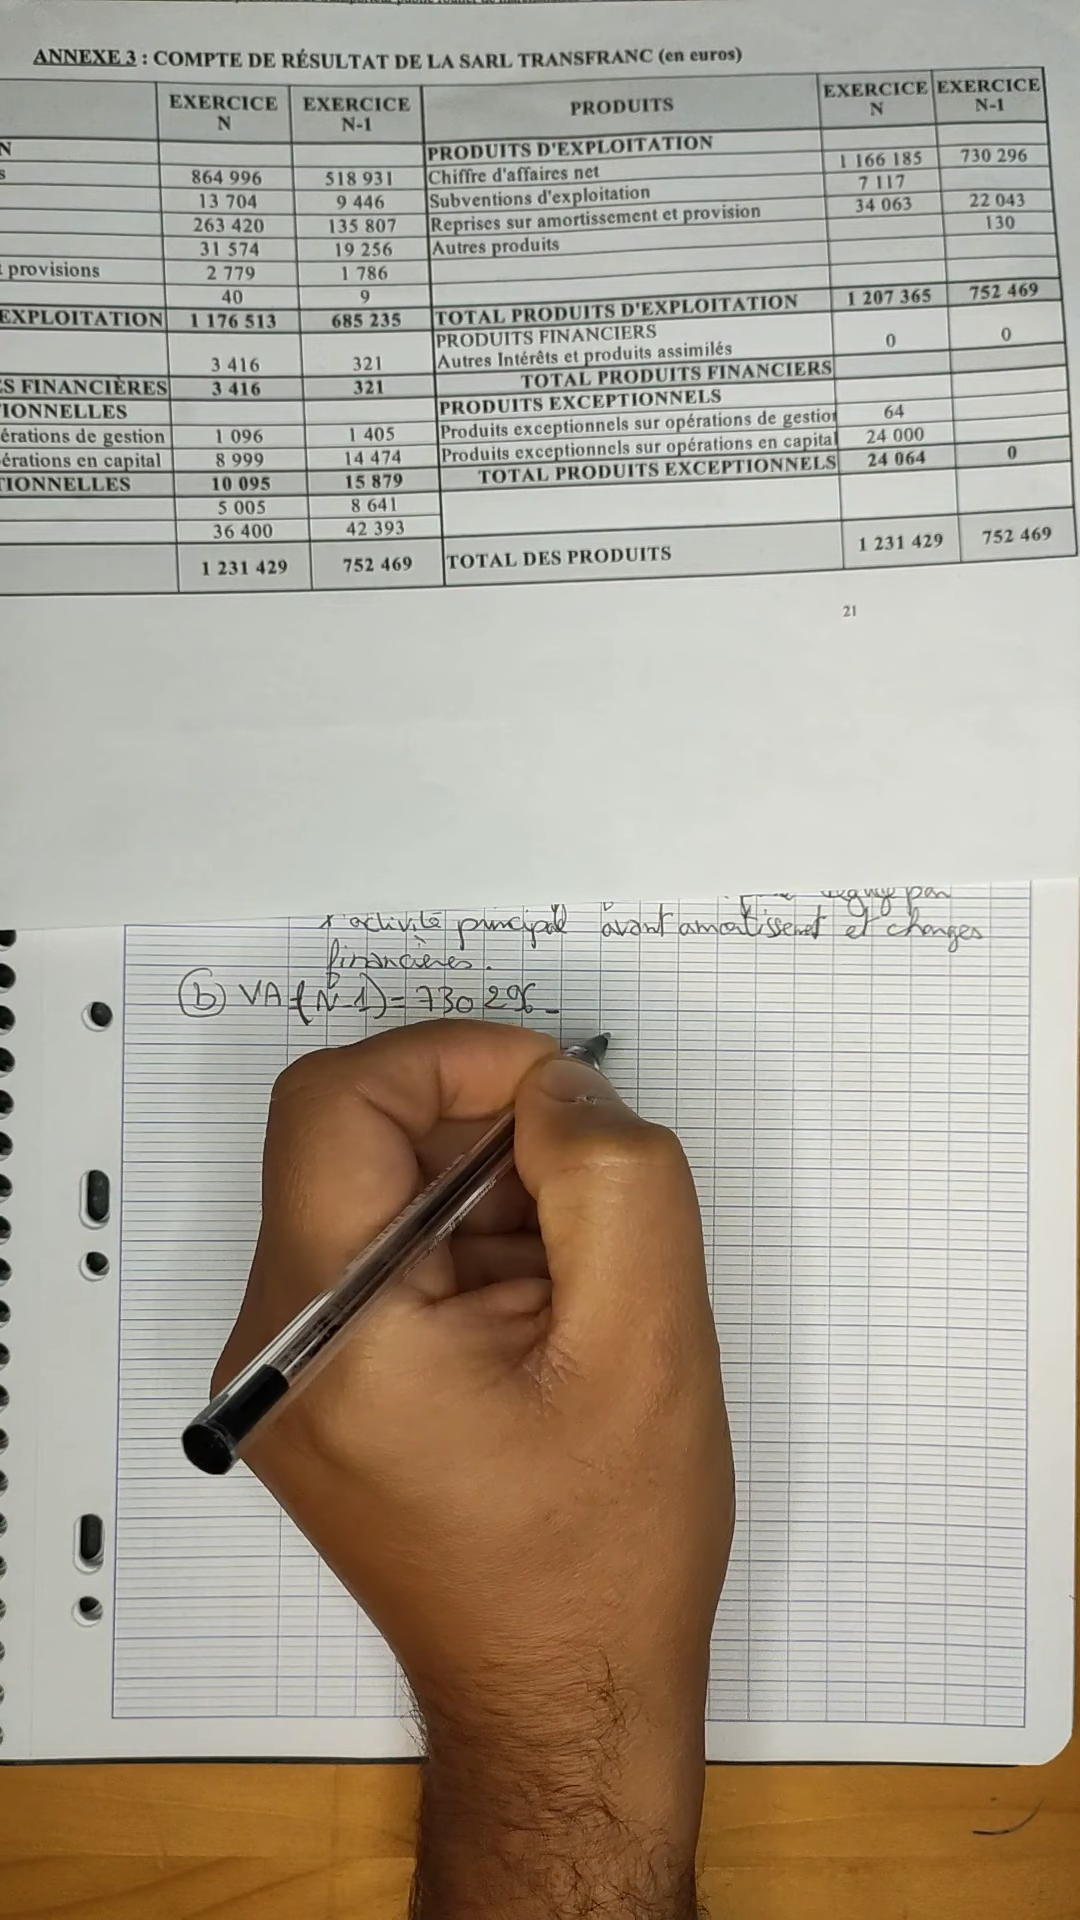 ANNEXE 3 : COMPTE DE RÉSULTAT DE LA SARL TRANSFRANC (en euros)
EXERCICE N EXERCICE N-1 PRODUITS EXERCICE N EXERCICE N-1
N PRODUITS D'EXPLOITATION
s 864 996 518 931 Chiffre d'affaires net 1 166 185 730 296
13 704 9 446 Subventions d'exploitation 7 117
263 420 135 807 Reprises sur amortissement et provision 34 063 22 043
31 574 19 256 Autres produits 130
t provisions 2 779 1 786
40 9
EXPLOITATION 1 176 513 685 235 TOTAL PRODUITS D'EXPLOITATION 1 207 365 752 469
PRODUITS FINANCIERS
3 416 321 Autres Intérêts et produits assimilés 0 0
S FINANCIÈRES 3 416 321 TOTAL PRODUITS FINANCIERS
IONNELLES PRODUITS EXCEPTIONNELS
érations de gestion 1 096 1 405 Produits exceptionnels sur opérations de gestion 64
érations en capital 8 999 14 474 Produits exceptionnels sur opérations en capital 24 000
TIONNELLES 10 095 15 879 TOTAL PRODUITS EXCEPTIONNELS 24 064 0
5 005 8 641
36 400 42 393
1 231 429 752 469 TOTAL DES PRODUITS 1 231 429 752 469
21
activité principal avant amortissement et charges
financières.
(b) VA (N-1) = 730 296 -